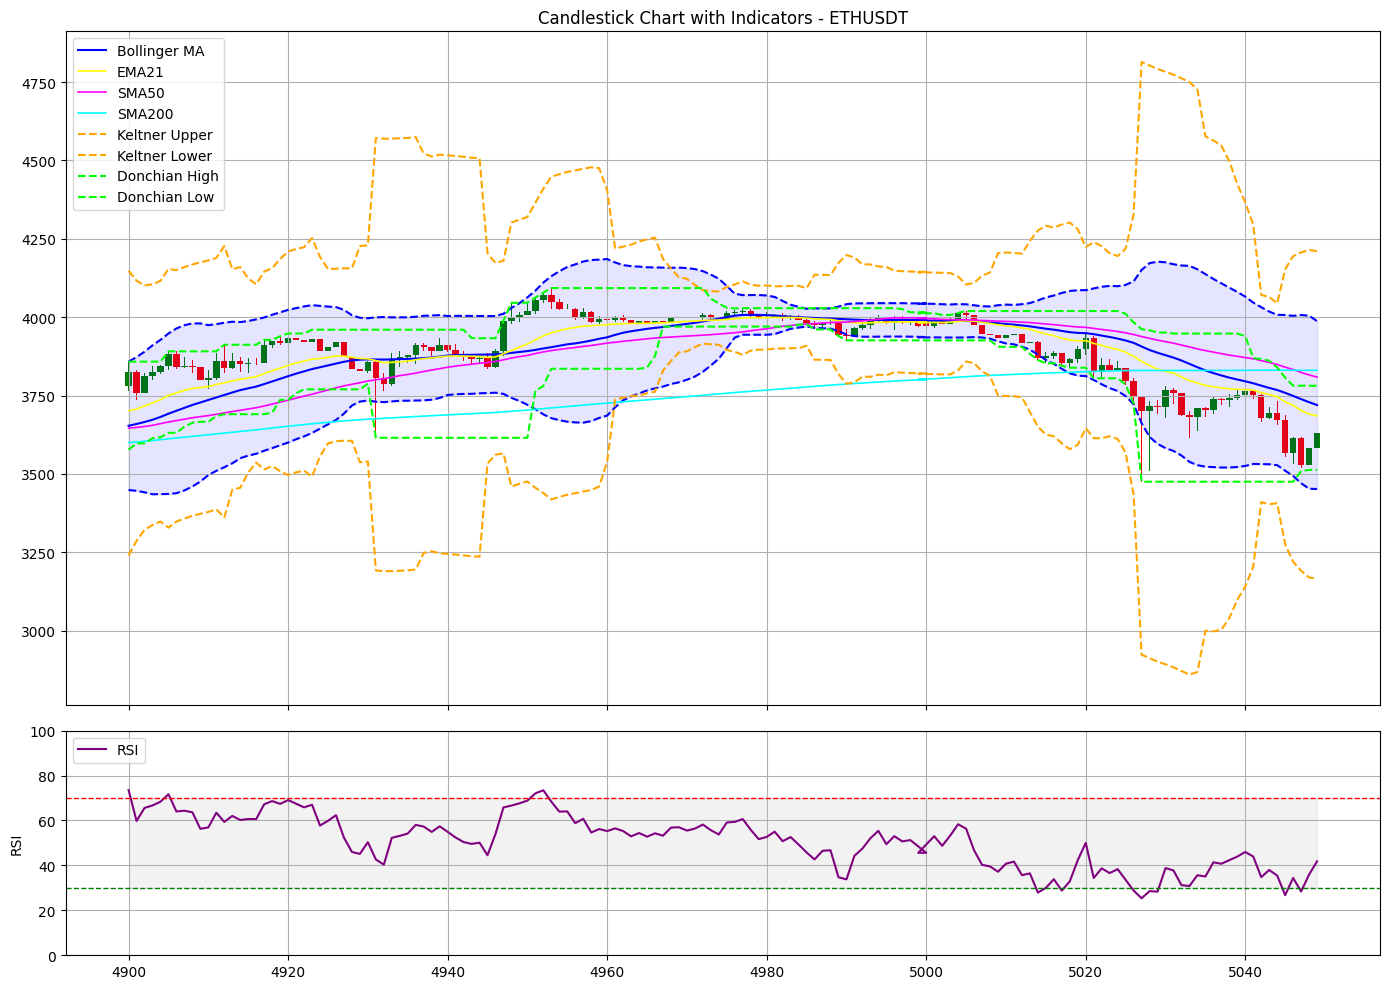 Candlestick Chart with Indicators - ETHUSDT
Bollinger MA
EMA21
SMA50
SMA200
Keltner Upper
Keltner Lower
Donchian High
Donchian Low
4750
4500
4250
4000
3750
3500
3250
3000
RSI
100
80
60
40
20
0
RSI
4900
4920
4940
4960
4980
5000
5020
5040